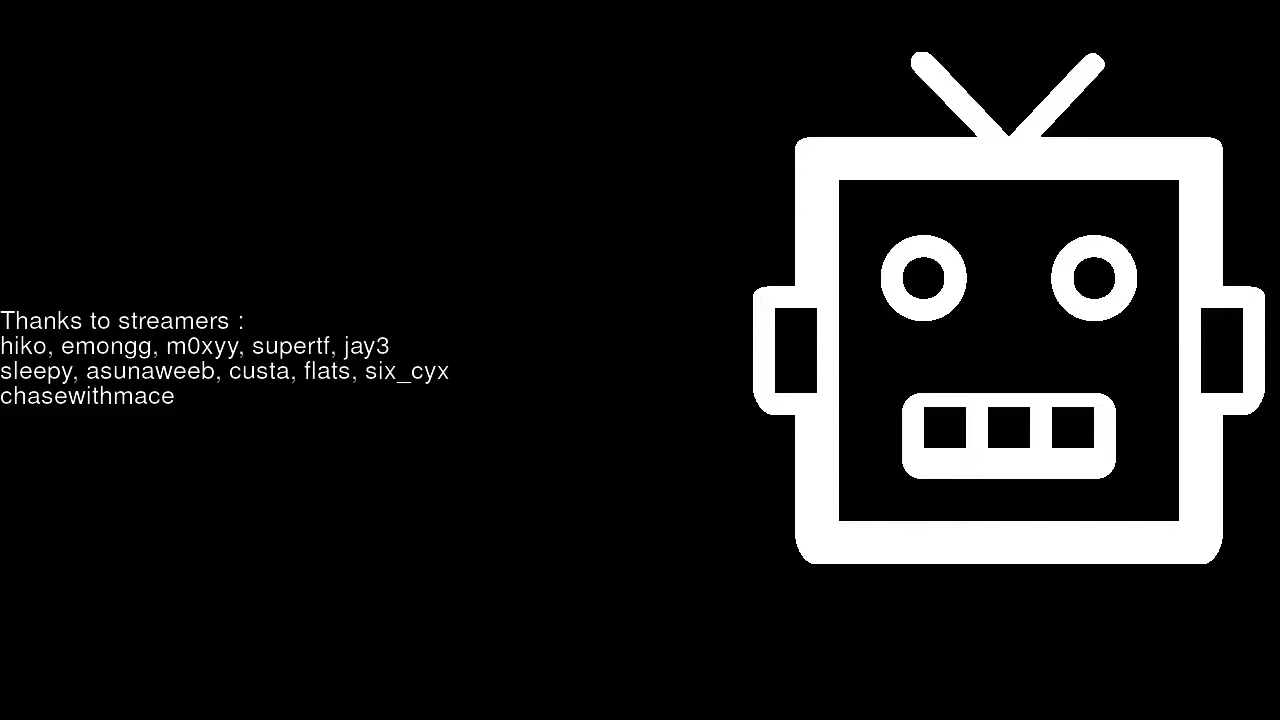 Thanks to streamers :
hiko, emongg, m0xyy, supertf, jay3
sleepy, asunaweeb, custa, flats, six_cyx
chasewithmace